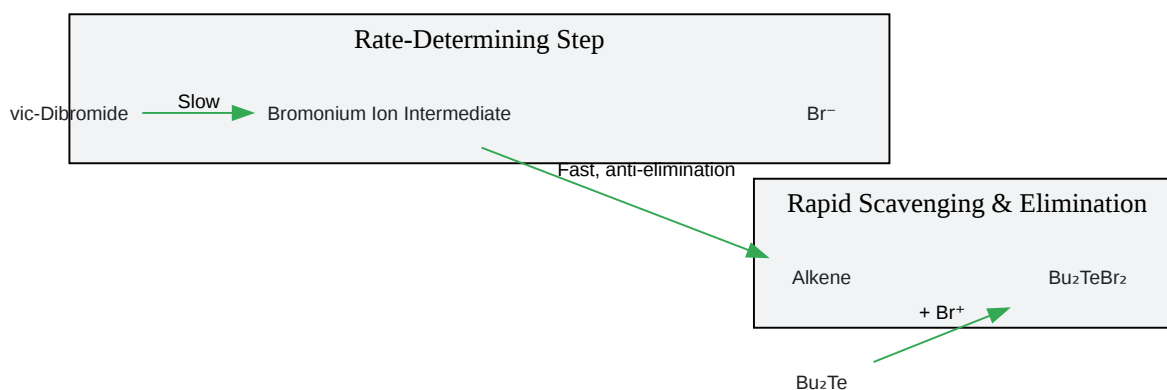 Rate-Determining Step
vic-Dibromide
Slow
Bromonium Ion Intermediate
Br⁻
Fast, anti-elimination
Rapid Scavenging & Elimination
Alkene
Bu₂TeBr₂
+ Br⁺
Bu₂Te